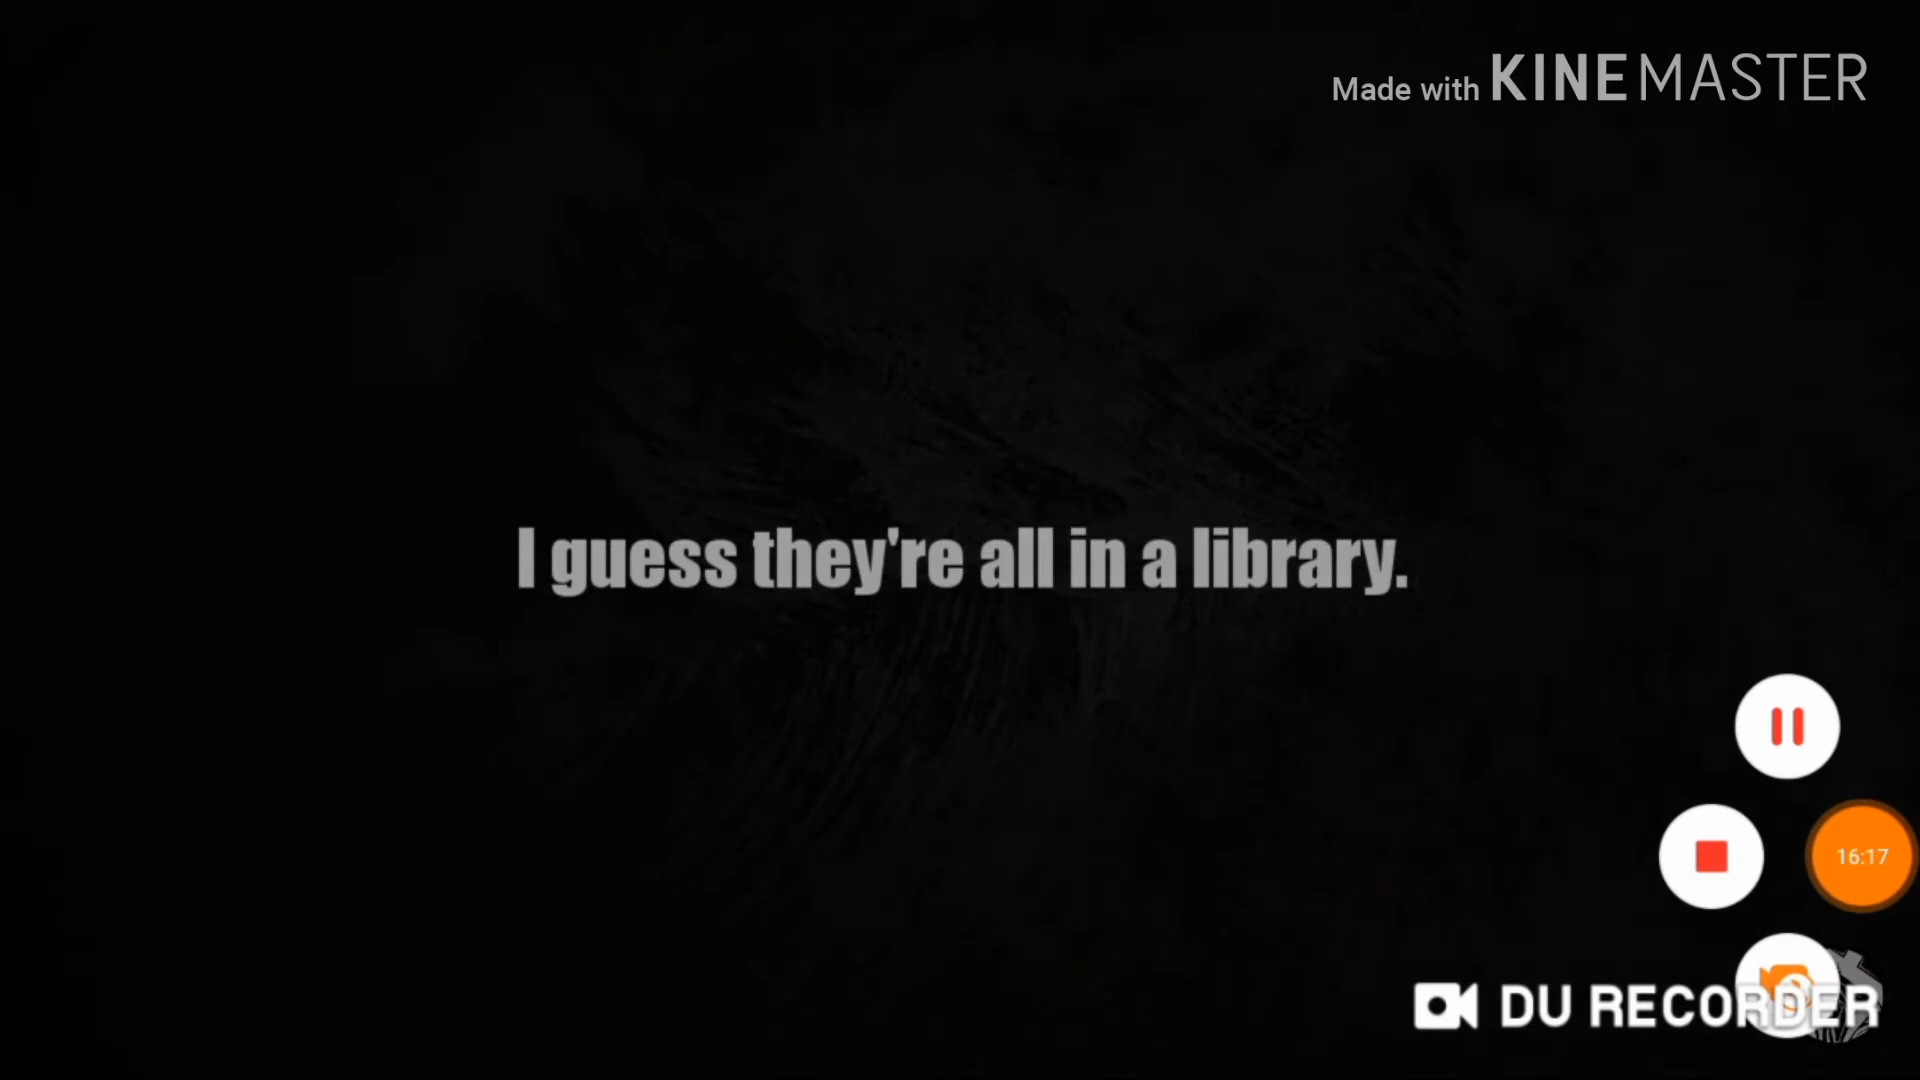 Made with KINEMASTER
I guess they're all in a library.
16:17
DU RECORDER